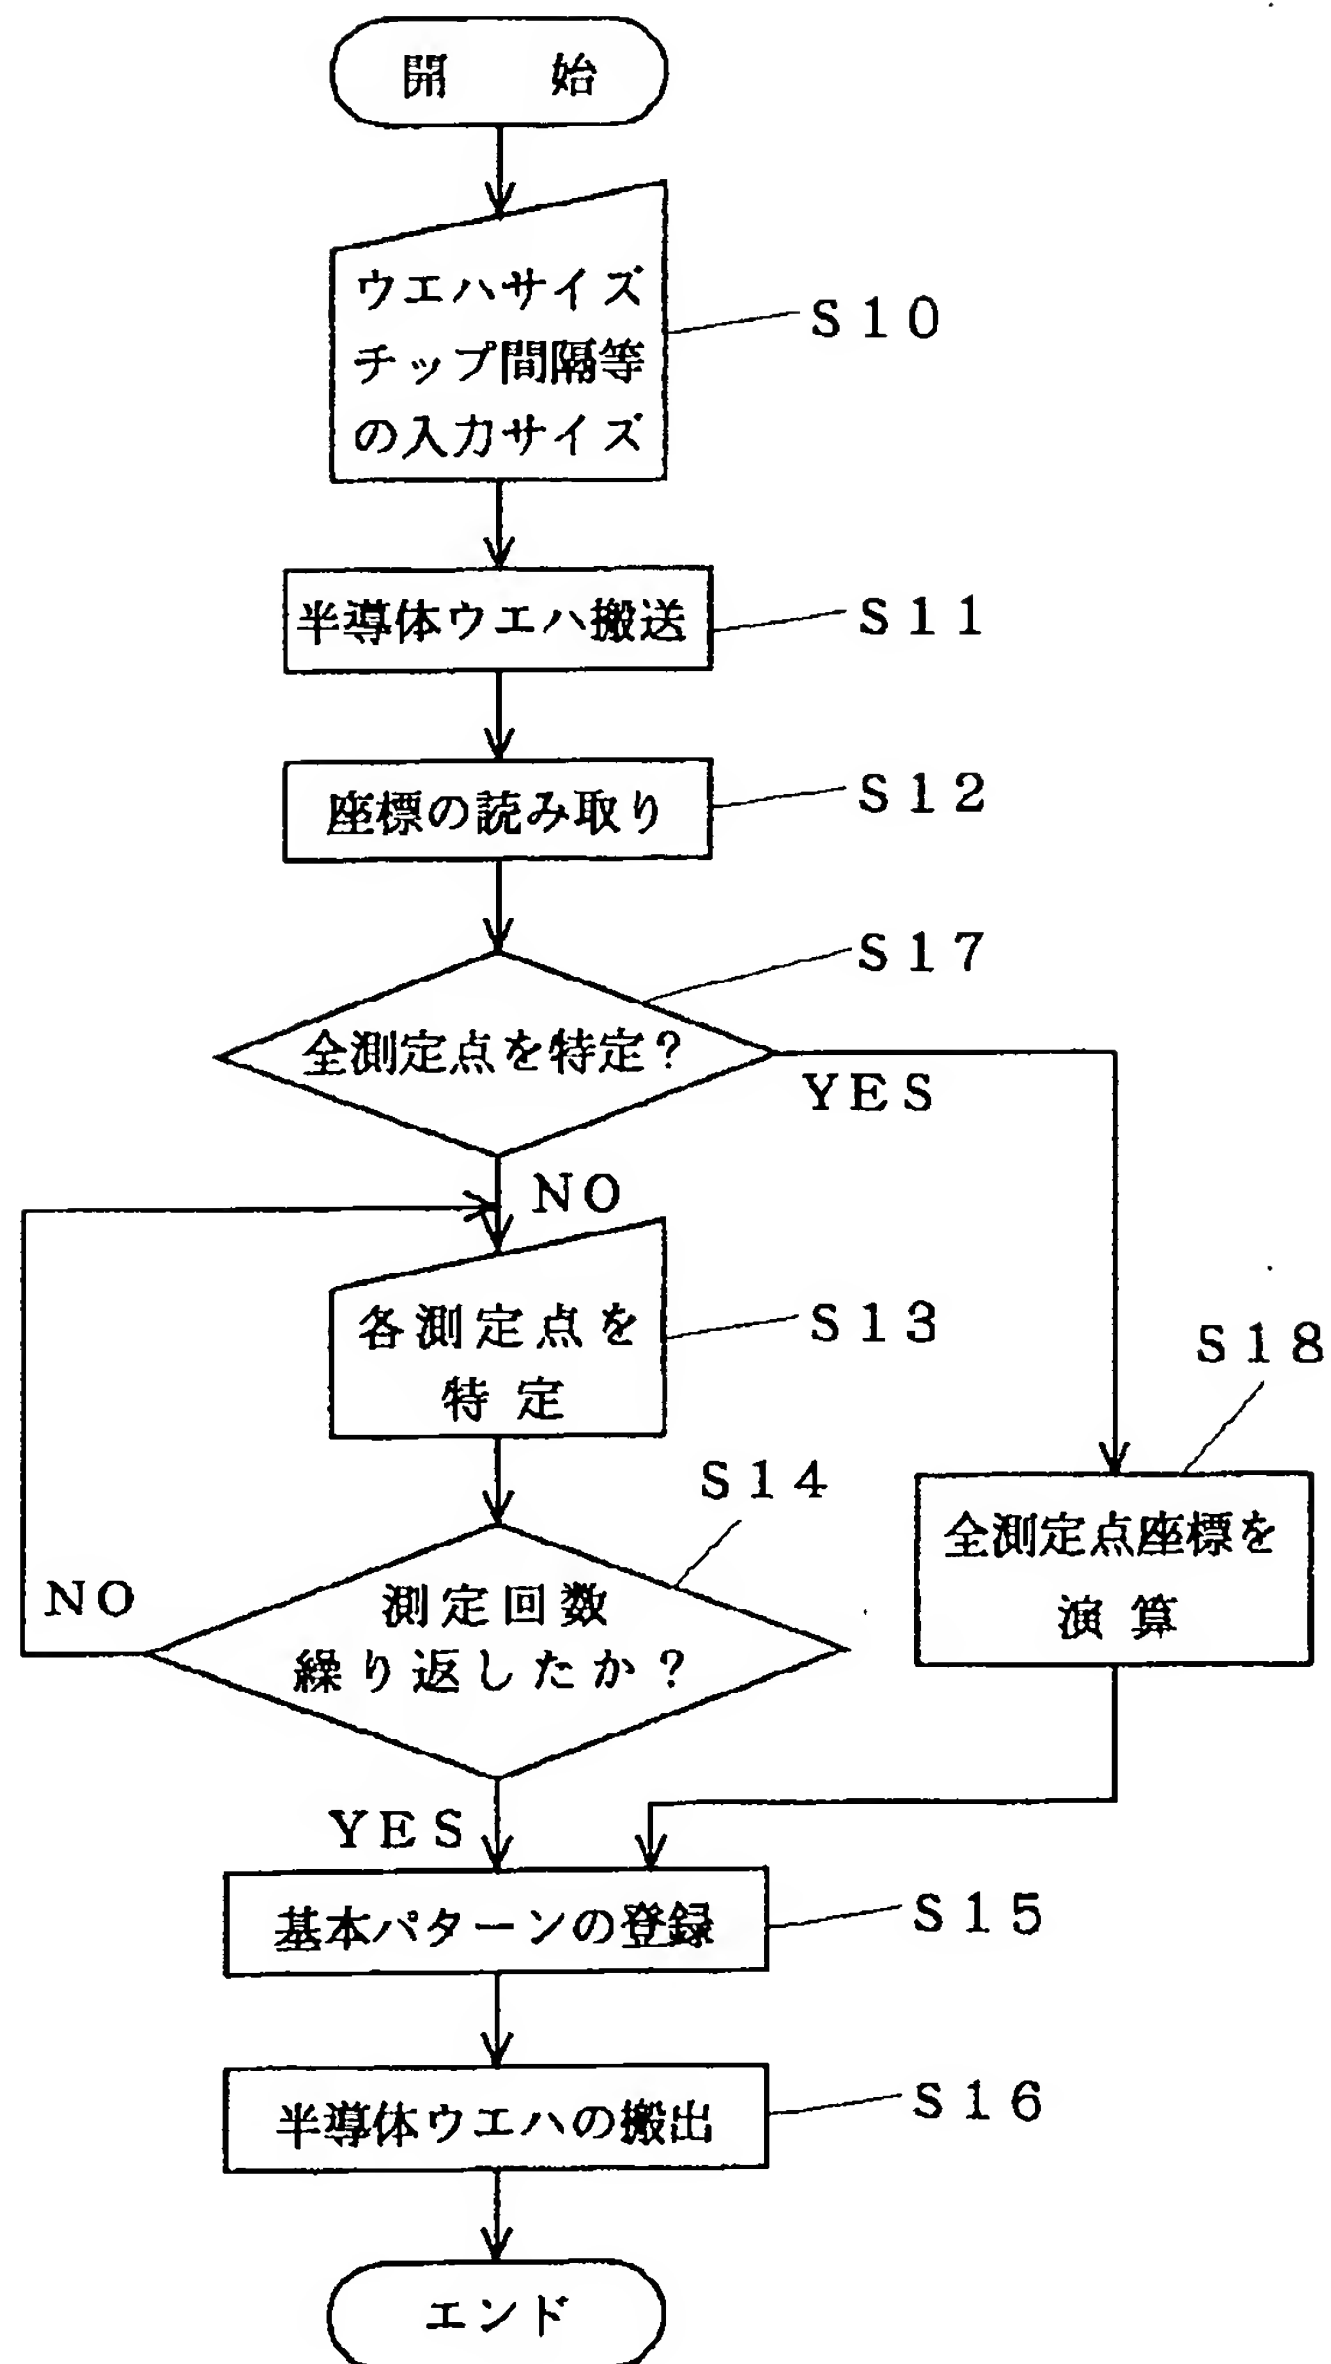 開 始
ウエハサイズ
チップ間隔等
の入力サイズ
S10
半導体ウエハ搬送
S11
座標の読み取り
S12
S17
全測定点を特定?
YES
NO
各測定点を
特定
S13
S18
S14
全測定点座標を
演算
NO
測定回数
繰り返したか?
YES
基本パターンの登録
S15
半導体ウエハの搬出
S16
エンド